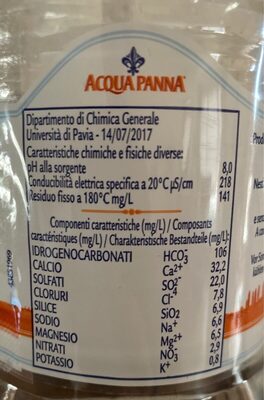 ACQUA PANNA
Dipartimento di Chimica Generale
Università di Pavia - 14/07/2017
Caratteristiche chimiche e fisiche diverse:
pH alla sorgente 8,0
Conducibilità elettrica specifica a 20°C µS/cm 218
Residuo fisso a 180°C mg/L 141
Componenti caratteristiche (mg/L) / Composants
caractéristiques (mg/L) / Charakteristische Bestandteile (mg/L):
IDROGENOCARBONATI HCO₃⁻ 106
CALCIO Ca²⁺ 32,2
SOLFATI SO₄²⁻ 22,0
CLORURI Cl⁻ 7,8
SILICE SiO₂ 6,9
SODIO Na⁺ 6,6
MAGNESIO Mg²⁺ 6,5
NITRATI NO₃⁻ 2,9
POTASSIO K⁺ 0,8